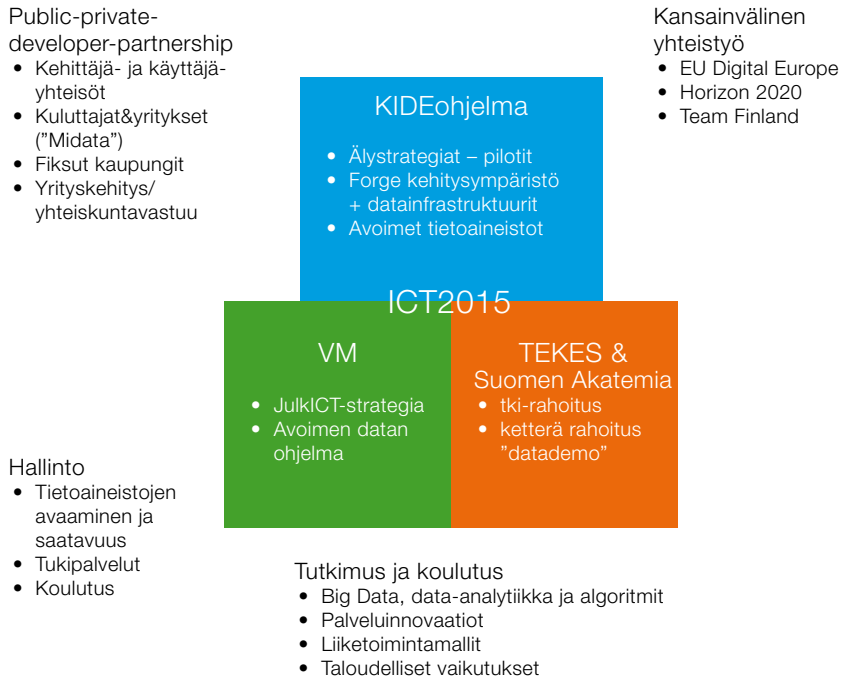 Public-private-
developer-partnership
• Kehittäjä- ja käyttäjä-
yhteisöt
• Kuluttajat&yritykset
(”Midata”)
• Fiksut kaupungit
• Yrityskehitys/
yhteiskuntavastuu
Kansainvälinen
yhteistyö
• EU Digital Europe
• Horizon 2020
• Team Finland
KIDEohjelma
• Älystrategiat – pilotit
• Forge kehitysympäristö
+ datainfrastruktuurit
• Avoimet tietoaineistot
ICT2015
VM
• JulkICT-strategia
• Avoimen datan
ohjelma
TEKES &
Suomen Akatemia
• tki-rahoitus
• ketterä rahoitus
”datademo”
Hallinto
• Tietoaineistojen
avaaminen ja
saatavuus
• Tukipalvelut
• Koulutus
Tutkimus ja koulutus
• Big Data, data-analytiikka ja algoritmit
• Palveluinnovaatiot
• Liiketoimintamallit
• Taloudelliset vaikutukset